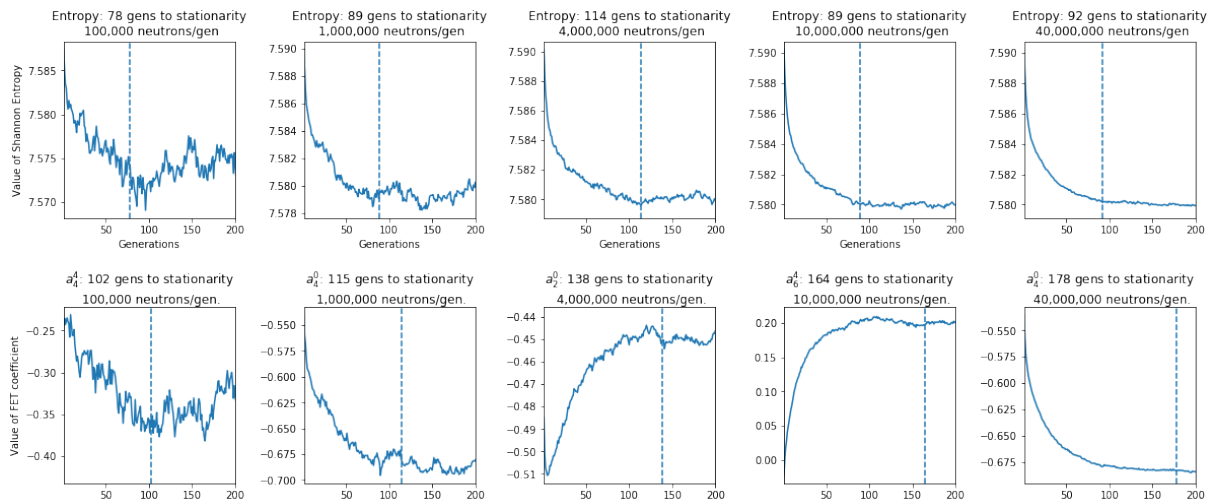 Entropy: 78 gens to stationarity
100,000 neutrons/gen
Entropy: 89 gens to stationarity
1,000,000 neutrons/gen
Entropy: 114 gens to stationarity
4,000,000 neutrons/gen
Entropy: 89 gens to stationarity
10,000,000 neutrons/gen
Entropy: 92 gens to stationarity
40,000,000 neutrons/gen
Value of Shannon Entropy
7.585
7.580
7.575
7.570
50 100 150 200
Generations
7.590
7.588
7.586
7.584
7.582
7.580
7.578
50 100 150 200
Generations
7.590
7.588
7.586
7.584
7.582
7.580
50 100 150 200
Generations
7.590
7.588
7.586
7.584
7.582
7.580
50 100 150 200
Generations
7.590
7.588
7.586
7.584
7.582
7.580
50 100 150 200
Generations
a₄⁴: 102 gens to stationarity
100,000 neutrons/gen.
a₄⁰: 115 gens to stationarity
1,000,000 neutrons/gen.
a₂⁰: 138 gens to stationarity
4,000,000 neutrons/gen.
a₆⁴: 164 gens to stationarity
10,000,000 neutrons/gen.
a₄⁰: 178 gens to stationarity
40,000,000 neutrons/gen.
Value of FET coefficient
−0.25
−0.30
−0.35
−0.40
50 100 150 200
−0.550
−0.575
−0.600
−0.625
−0.650
−0.675
−0.700
50 100 150 200
−0.44
−0.45
−0.46
−0.47
−0.48
−0.49
−0.50
−0.51
50 100 150 200
0.20
0.15
0.10
0.05
0.00
50 100 150 200
−0.550
−0.575
−0.600
−0.625
−0.650
−0.675
50 100 150 200